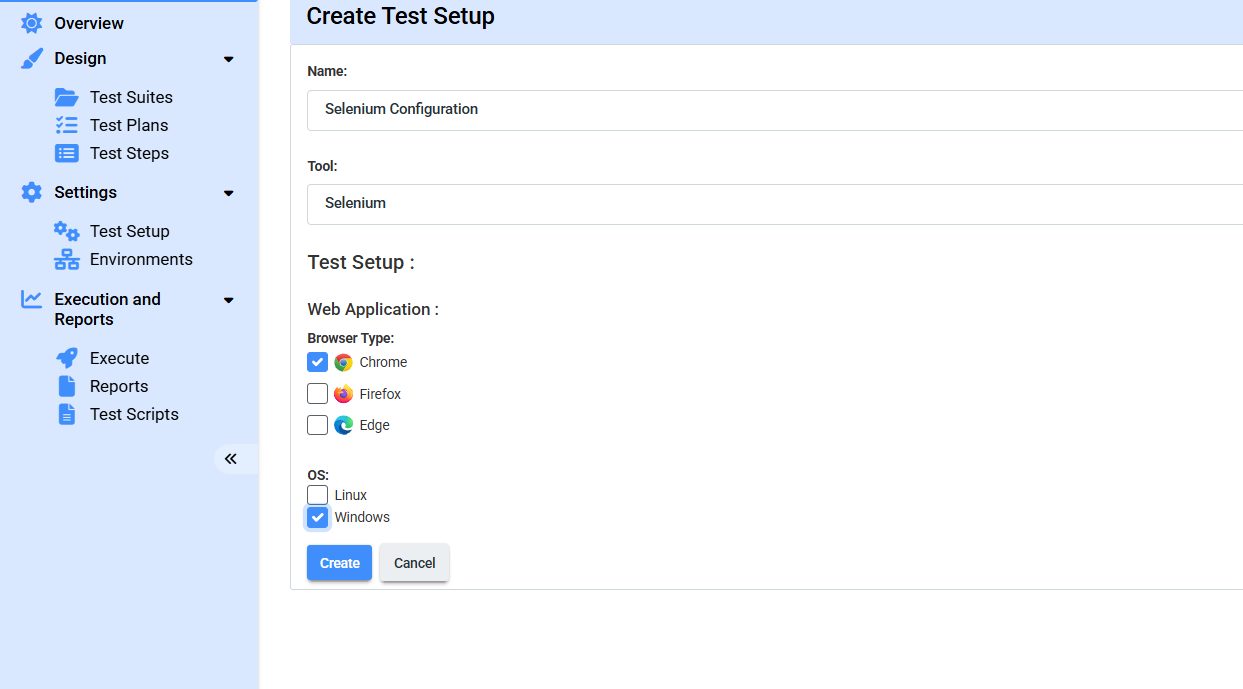 Overview
Design
Test Suites
Test Plans
Test Steps
Settings
Test Setup
Environments
Execution and
Reports
Execute
Reports
Test Scripts
Create Test Setup
Name:
Selenium Configuration
Tool:
Selenium
Test Setup :
Web Application :
Browser Type:
Chrome
Firefox
Edge
OS:
Linux
Windows
Create Cancel